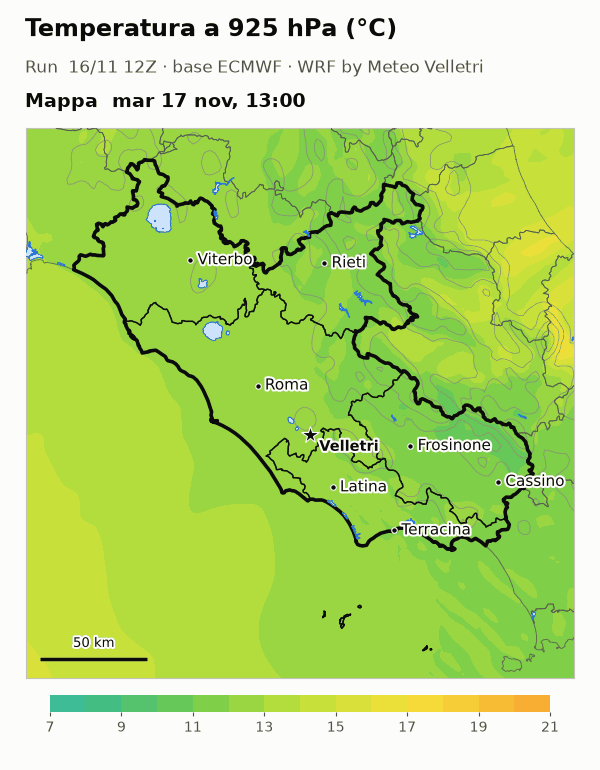 Temperatura a 925 hPa (°C)
Run 16/11 12Z · base ECMWF · WRF by Meteo Velletri
Mappa mar 17 nov, 13:00
Viterbo
Rieti
Roma
Velletri
Frosinone
Cassino
Latina
Terracina
50 km
7 9 11 13 15 17 19 21